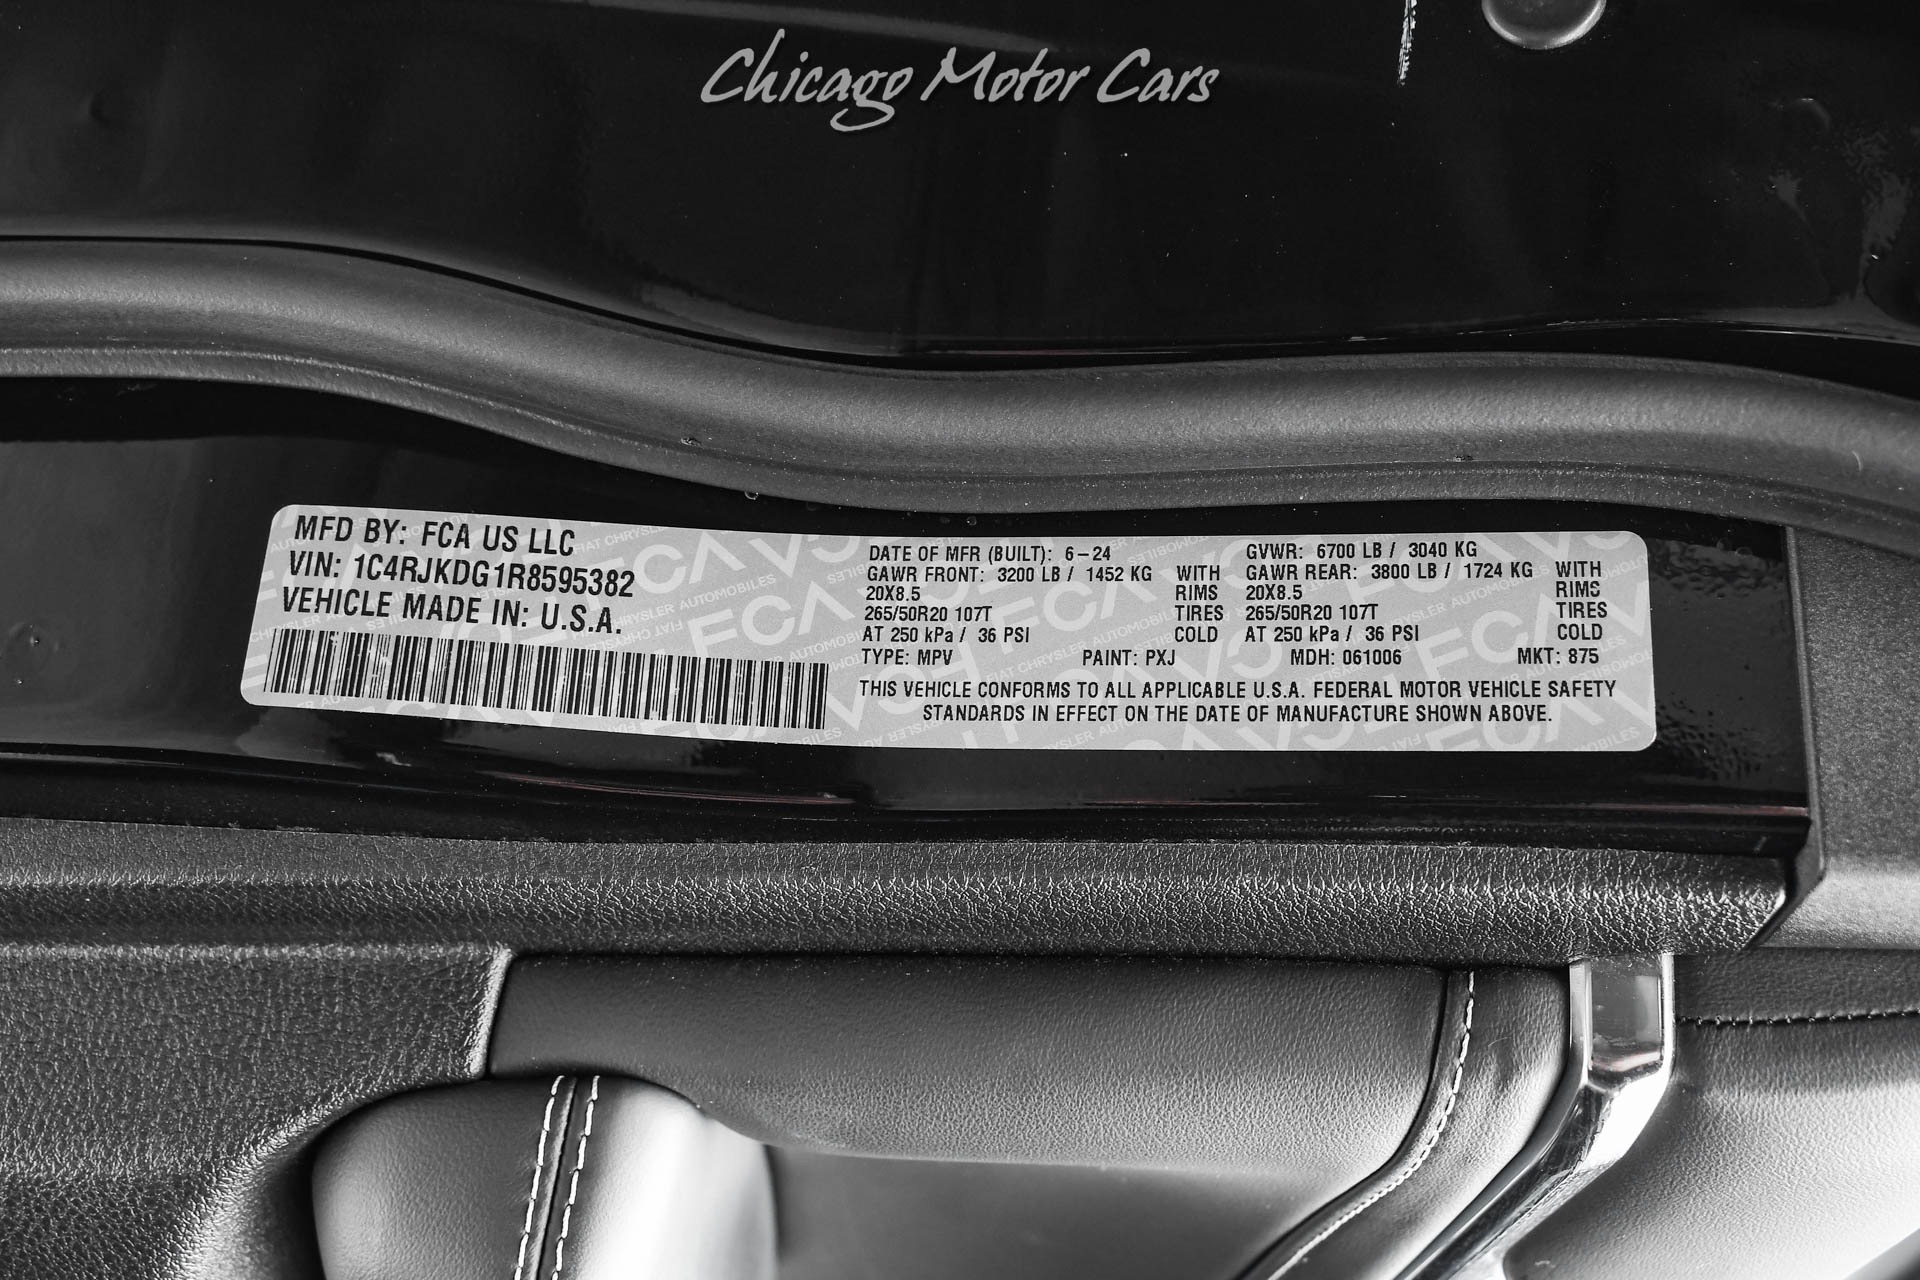 Chicago Motor Cars
MFD BY: FCA US LLC
VIN: 1C4RJKDG1R8595382
VEHICLE MADE IN: U.S.A.
DATE OF MFR (BUILT): 6-24 GVWR: 6700 LB / 3040 KG
GAWR FRONT: 3200 LB / 1452 KG WITH GAWR REAR: 3800 LB / 1724 KG WITH
20X8.5 RIMS 20X8.5 RIMS
265/50R20 107T TIRES 265/50R20 107T TIRES
AT 250 kPa / 36 PSI COLD AT 250 kPa / 36 PSI COLD
TYPE: MPV PAINT: PXJ MDH: 061006 MKT: 875
THIS VEHICLE CONFORMS TO ALL APPLICABLE U.S.A. FEDERAL MOTOR VEHICLE SAFETY
STANDARDS IN EFFECT ON THE DATE OF MANUFACTURE SHOWN ABOVE.